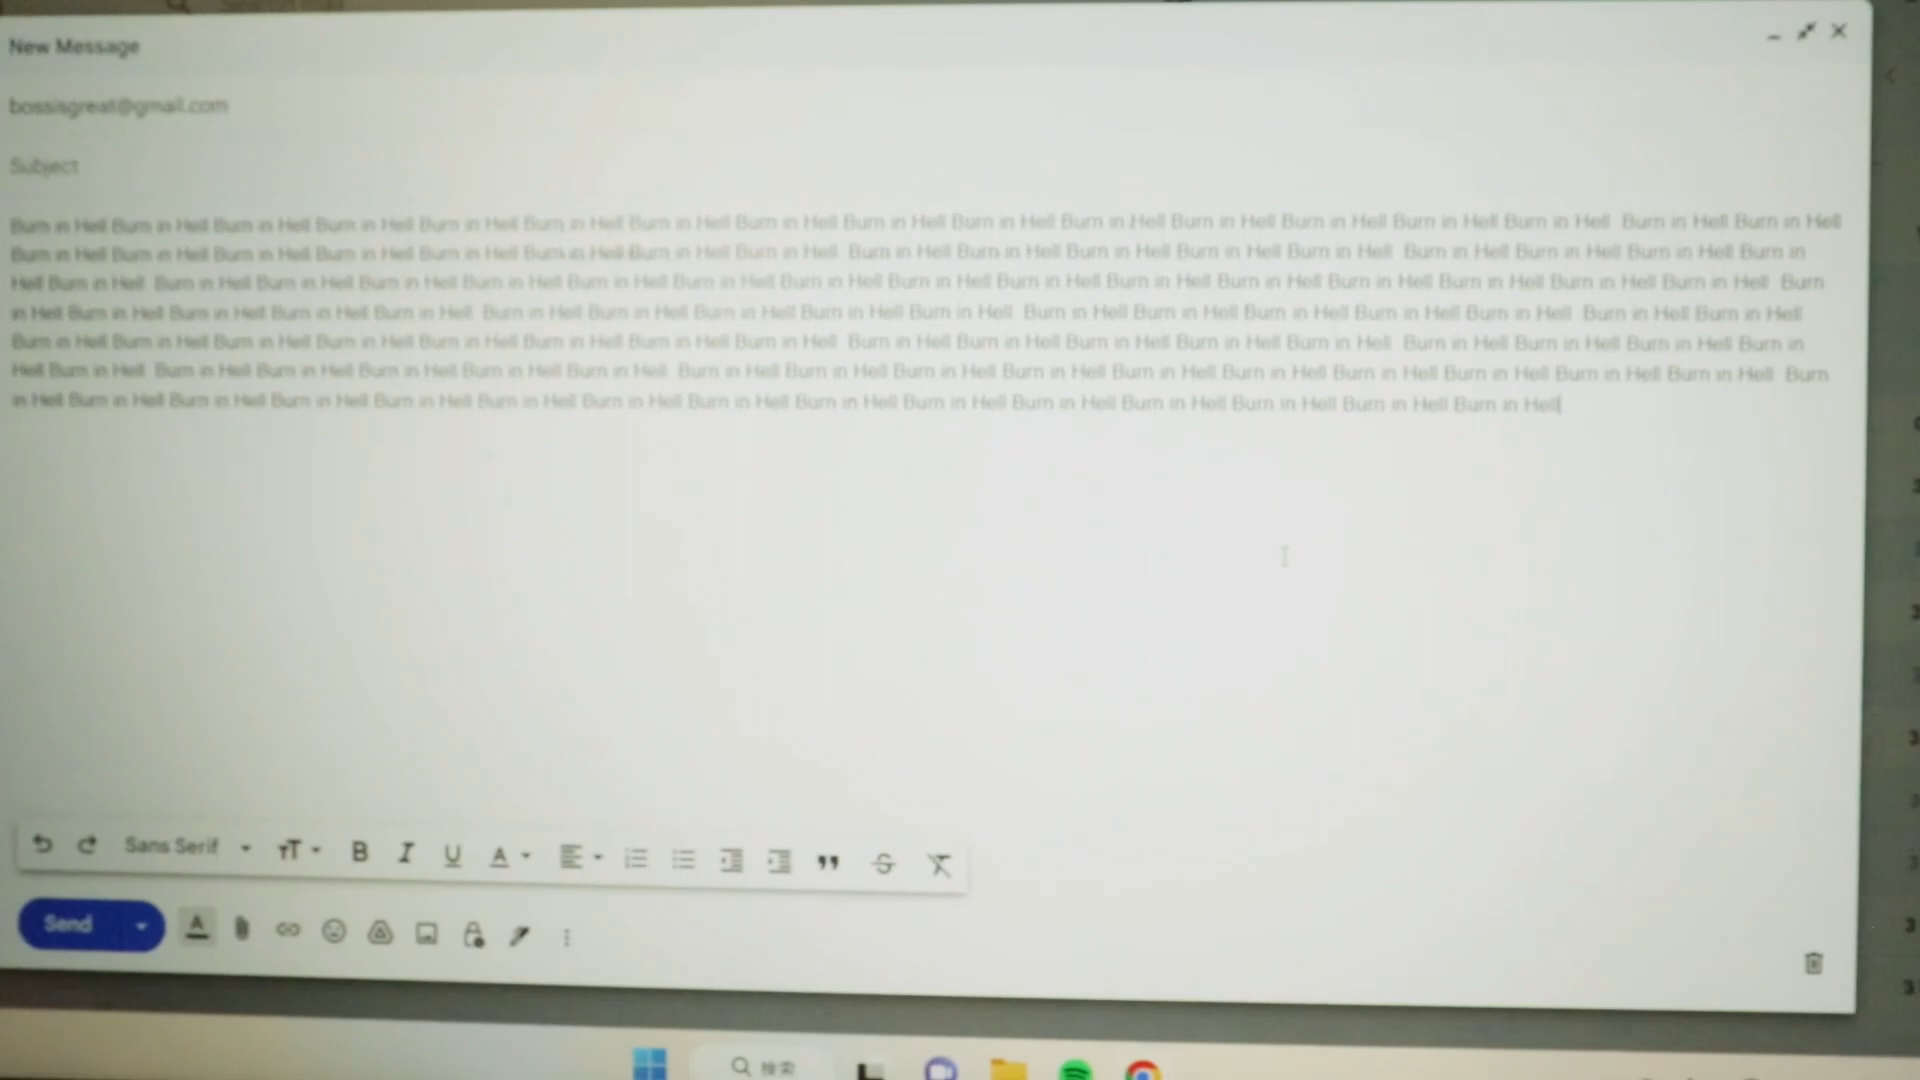 New Message
bossisgreat@gmail.com
Subject
Burn in Hell Burn in Hell Burn in Hell Burn in Hell Burn in Hell Burn in Hell Burn in Hell Burn in Hell Burn in Hell Burn in Hell Burn in Hell Burn in Hell Burn in Hell Burn in Hell Burn in Hell Burn in Hell Burn in Hell
Burn in Hell Burn in Hell Burn in Hell Burn in Hell Burn in Hell Burn in Hell Burn in Hell Burn in Hell Burn in Hell Burn in Hell Burn in Hell Burn in Hell Burn in Hell Burn in Hell Burn in Hell Burn in Hell Burn in
Hell Burn in Hell Burn in Hell Burn in Hell Burn in Hell Burn in Hell Burn in Hell Burn in Hell Burn in Hell Burn in Hell Burn in Hell Burn in Hell Burn in Hell Burn in Hell Burn in Hell Burn in Hell Burn in Hell Burn
in Hell Burn in Hell Burn in Hell Burn in Hell Burn in Hell Burn in Hell Burn in Hell Burn in Hell Burn in Hell Burn in Hell Burn in Hell Burn in Hell Burn in Hell Burn in Hell Burn in Hell Burn in Hell Burn in Hell
Burn in Hell Burn in Hell Burn in Hell Burn in Hell Burn in Hell Burn in Hell Burn in Hell Burn in Hell Burn in Hell Burn in Hell Burn in Hell Burn in Hell Burn in Hell Burn in Hell Burn in Hell Burn in Hell Burn in
Hell Burn in Hell Burn in Hell Burn in Hell Burn in Hell Burn in Hell Burn in Hell Burn in Hell Burn in Hell Burn in Hell Burn in Hell Burn in Hell Burn in Hell Burn in Hell Burn in Hell Burn in Hell Burn in Hell Burn
in Hell Burn in Hell Burn in Hell Burn in Hell Burn in Hell Burn in Hell Burn in Hell Burn in Hell Burn in Hell Burn in Hell Burn in Hell Burn in Hell Burn in Hell Burn in Hell Burn in Hell
Sans Serif
Send
検索